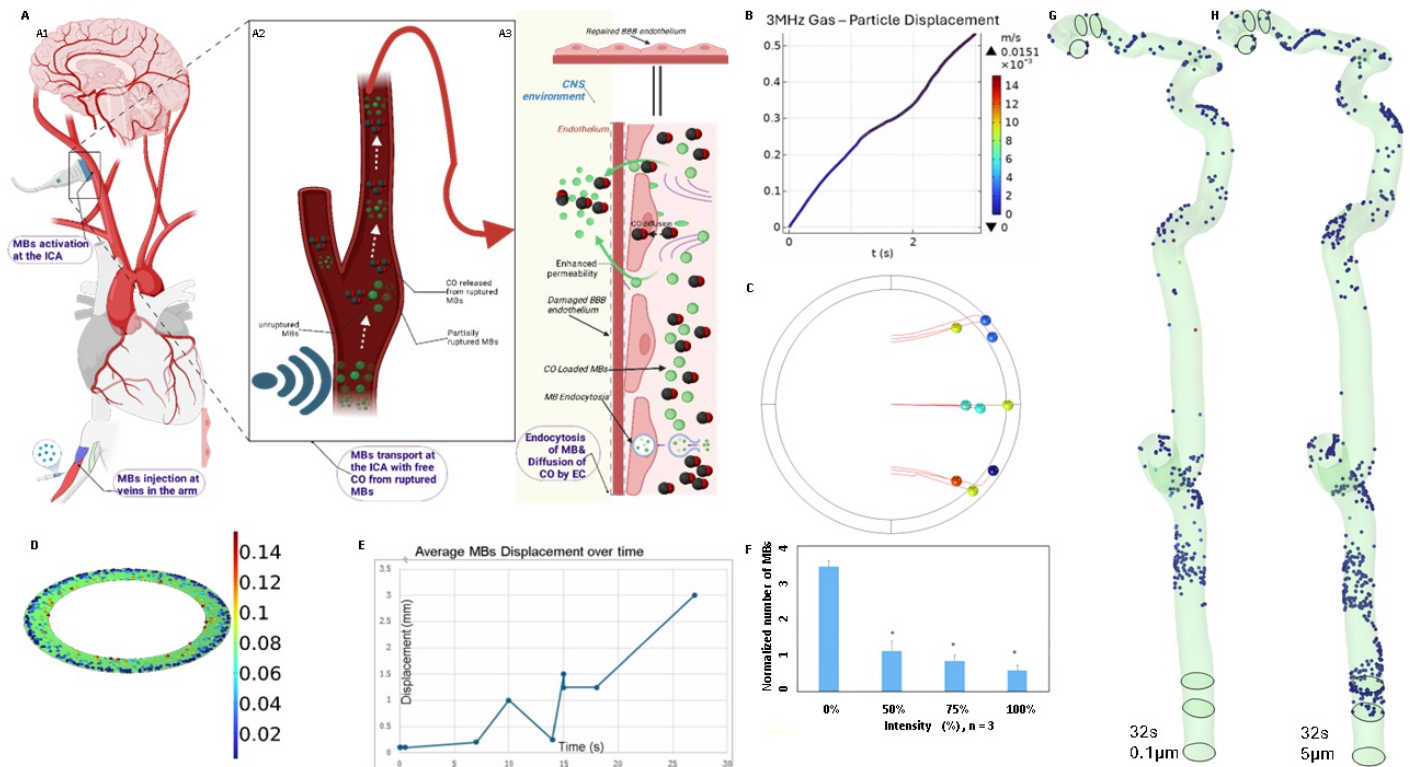 A
A1
MBs activation
at the ICA
MBs injection at
veins in the arm
A2
A3
CO released
from ruptured
MBs
unruptured
MBs
Partially
ruptured MBs
MBs transport at
the ICA with free
CO from ruptured
MBs
Repaired BBB endothelium
CNS
environment
Endothelium
CO diffusion
Enhanced
permeability
Damaged BBB
endothelium
CO Loaded MBs
MB Endocytosis
Endocytosis
of MB&
Diffusion of
CO by EC
B
3MHz Gas – Particle Displacement
0.5
0.4
0.3
0.2
0.1
0
0
2
t (s)
m/s
▲ 0.0151
×10⁻³
14
12
10
8
6
4
2
0
▼ 0
C
D
0.14
0.12
0.1
0.08
0.06
0.04
0.02
E
Average MBs Displacement over time
Displacement (mm)
3.5
3
2.5
2
1.5
1
0.5
0
0
5
10
15
20
25
30
Time (s)
F
Normalized number of MBs
4
3
2
1
0
*
*
*
0%
50%
75%
100%
Intensity (%), n = 3
G
32s
0.1µm
H
32s
5µm